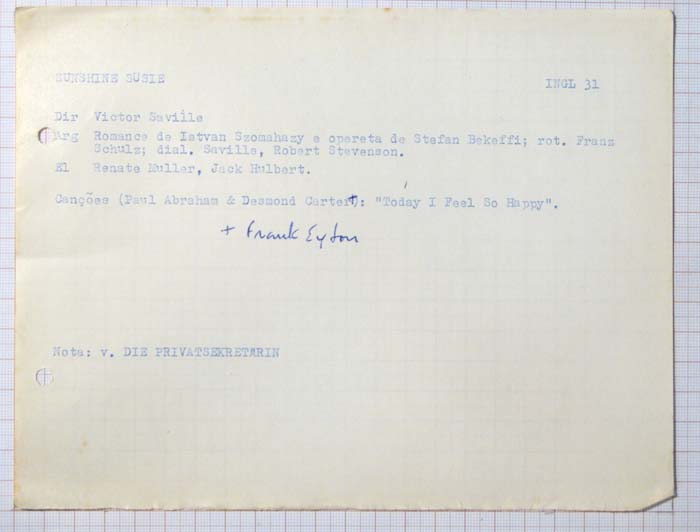 SUNSHINE SUSIE INGL 31
Dir Victor Saville
Arg Romance de Istvan Szomahazy e opereta de Stefan Bekeffi; rot. Franz
Schulz; dial. Saville, Robert Stevenson.
El Renate Muller, Jack Hulbert.
Canções (Paul Abraham & Desmond Carter+): "Today I Feel So Happy".
+ Frank Eyton
Nota: v. DIE PRIVATSEKRETARIN